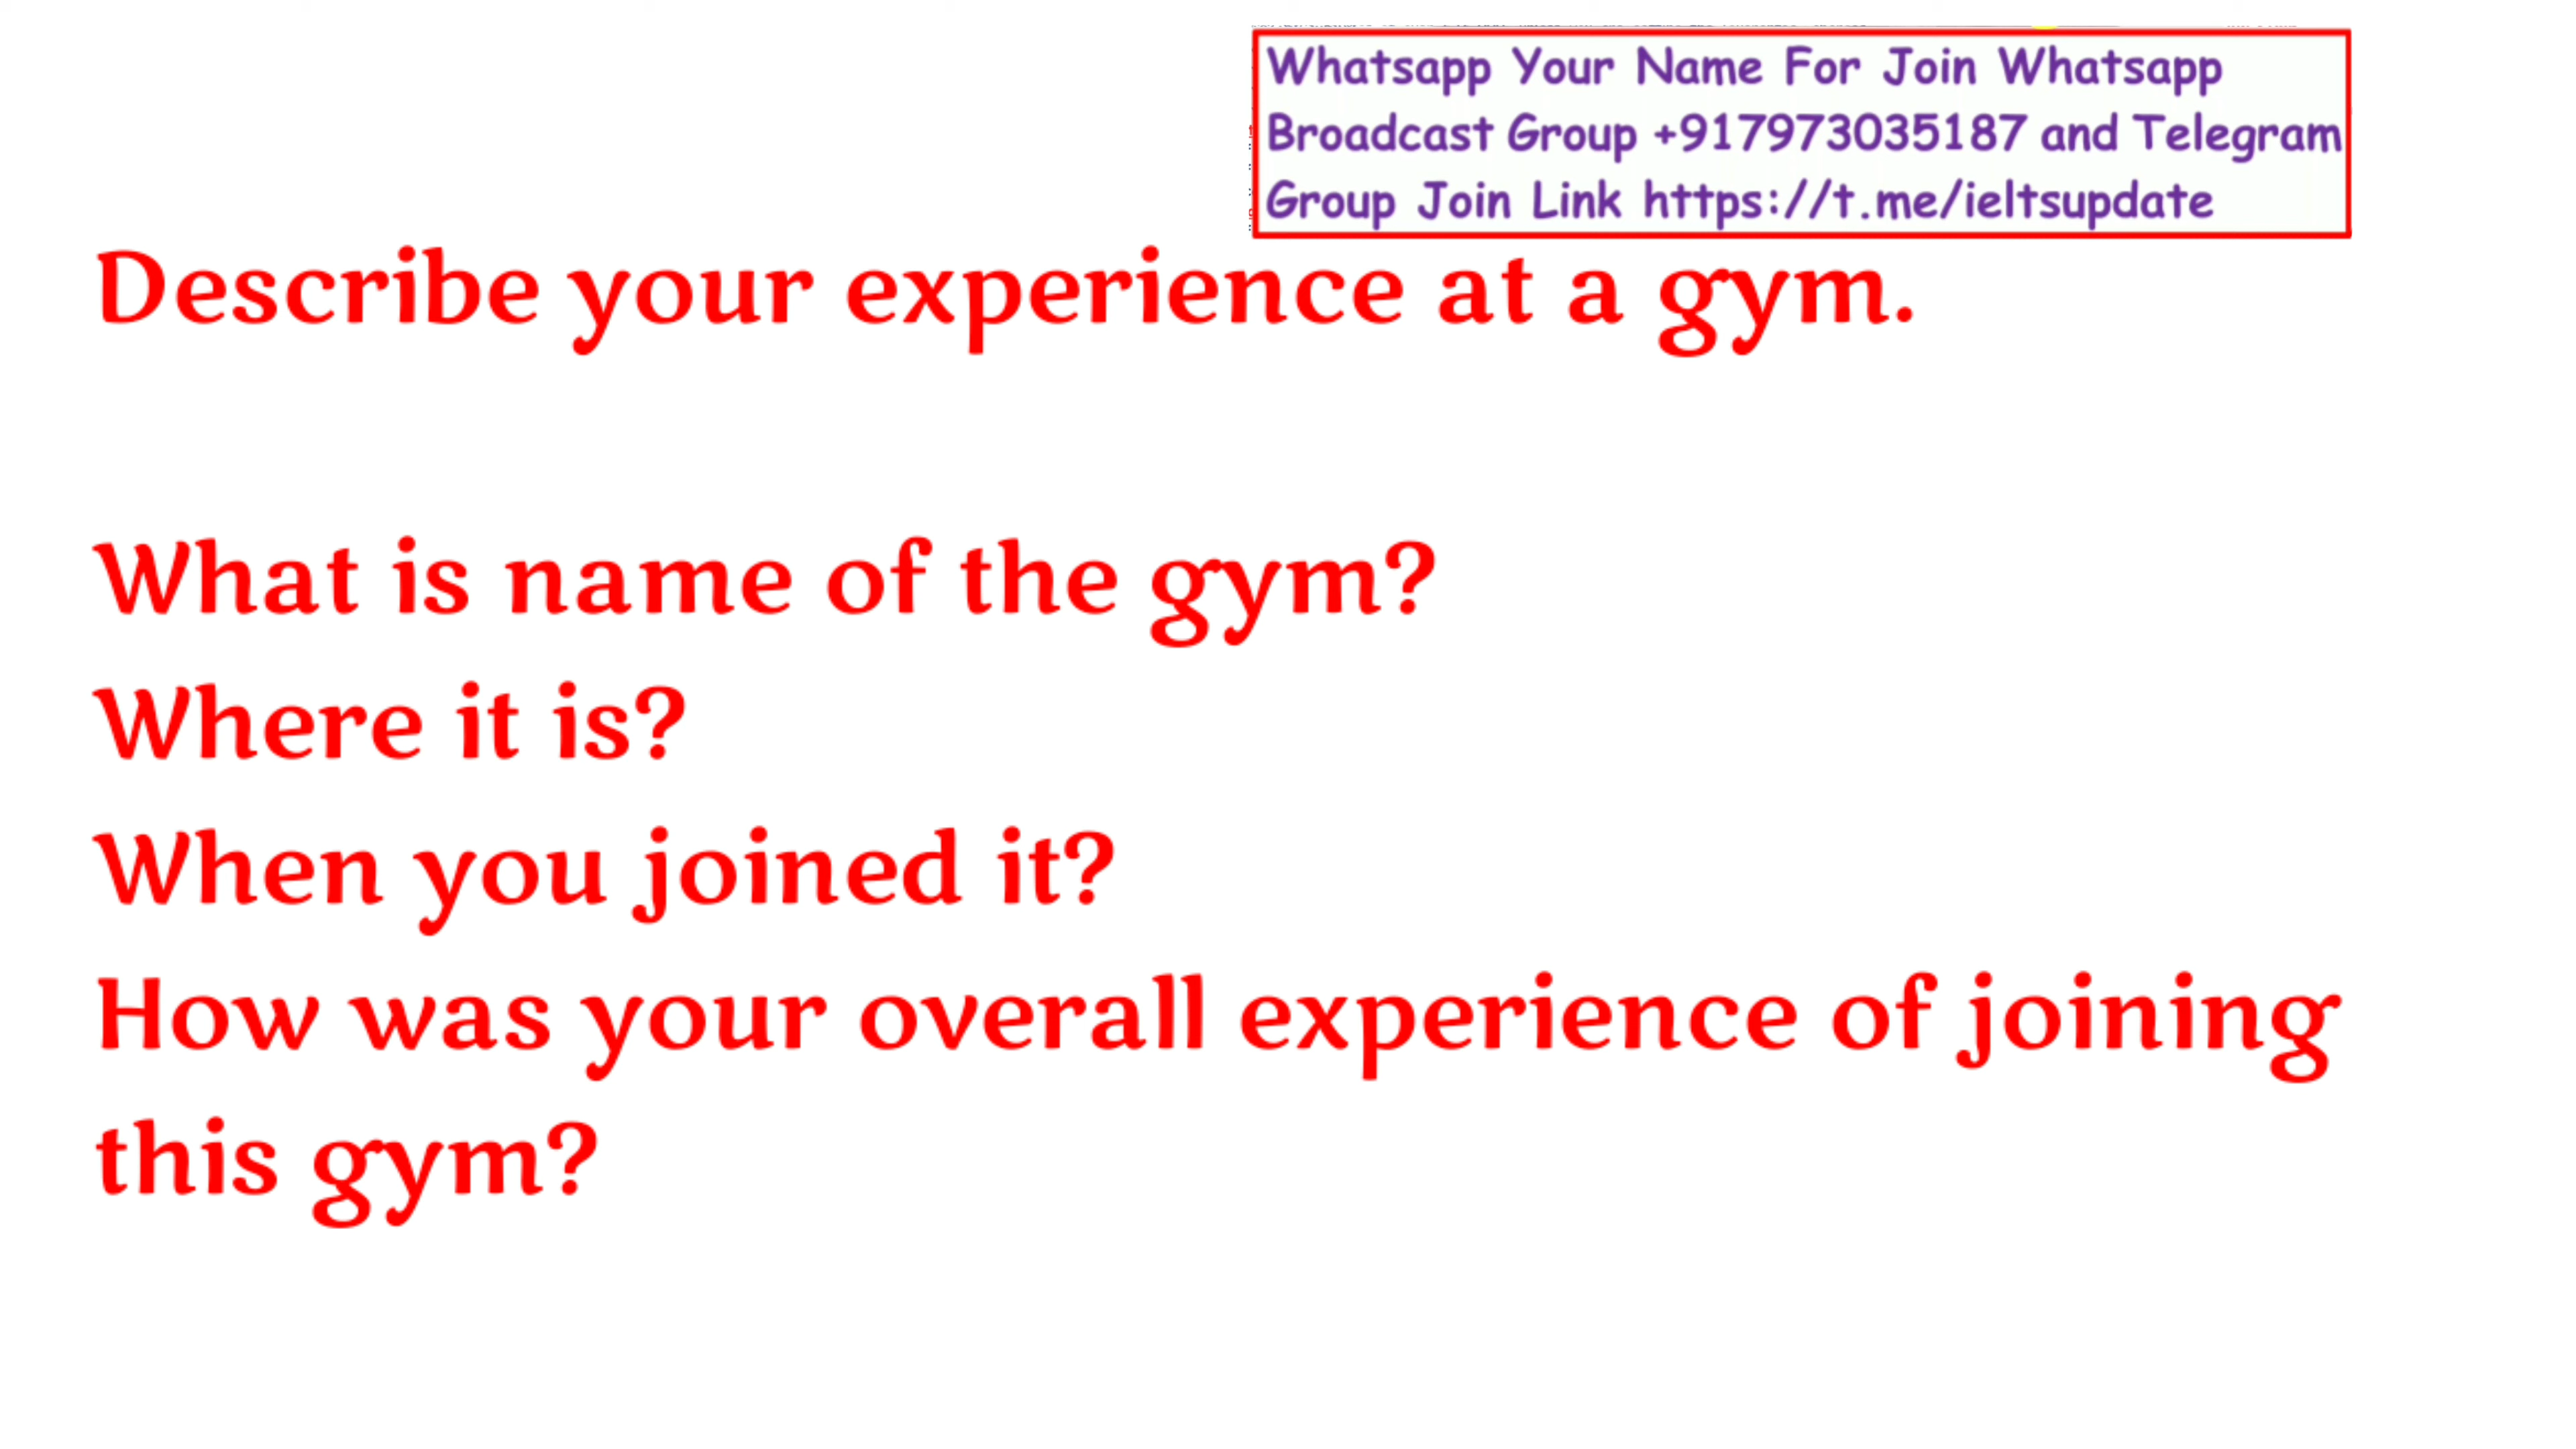 Whatsapp Your Name For Join Whatsapp
Broadcast Group +917973035187 and Telegram
Group Join Link https://t.me/ieltsupdate
Describe your experience at a gym.
What is name of the gym?
Where it is?
When you joined it?
How was your overall experience of joining
this gym?